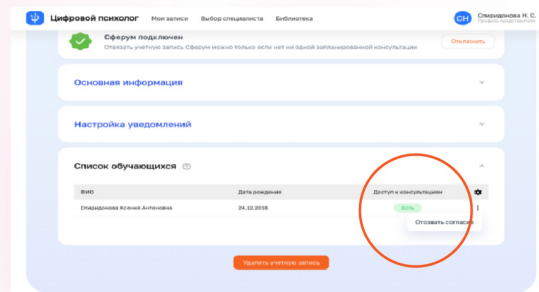 Цифровой психолог Мои записи Выбор специалиста Библиотека СН Спиридонова Н. С.
Профиль представителя
Сферум подключен
Отвязать учетную запись Сферум можно только если нет ни одной запланированной консультации
Отключить
Основная информация
Настройка уведомлений
Список обучающихся
ФИО Дата рождения Доступ к консультациям
Спиридонова Ксения Антоновна 24.12.2018 Есть
Отозвать согласие
Удалить учетную запись